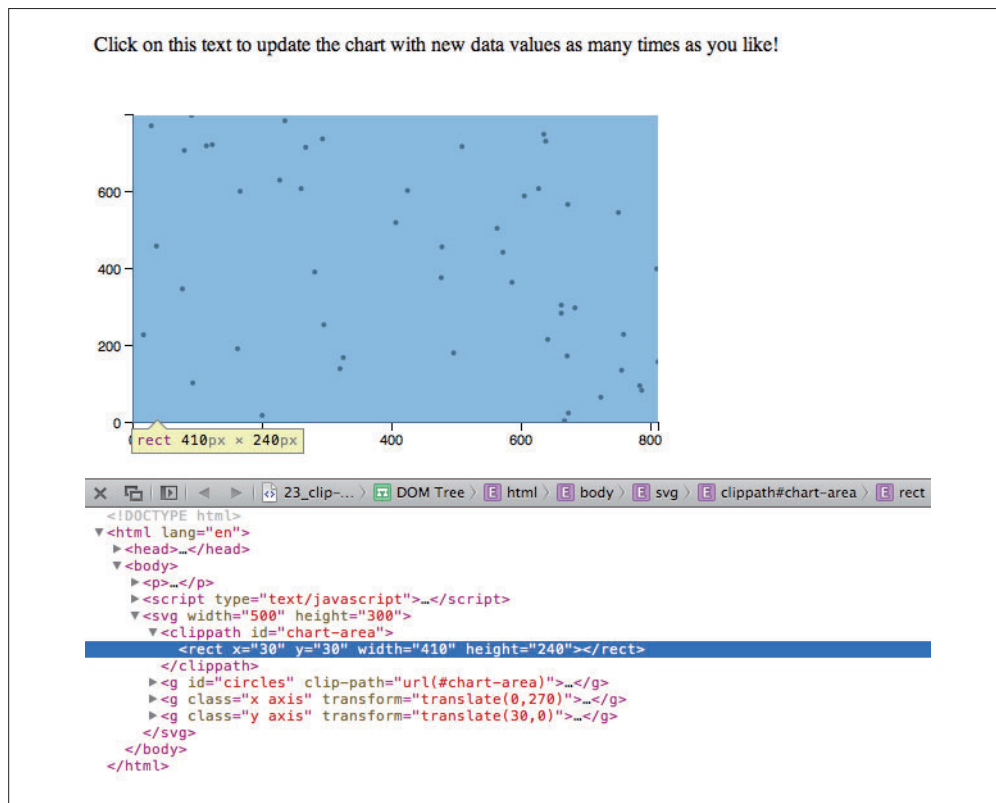 Click on this text to update the chart with new data values as many times as you like!
600
400
200
0
400
600
800
rect 410px × 240px
23_clip-... DOM Tree E html E body E svg E clippath#chart-area E rect
<!DOCTYPE html>
▼<html lang="en">
▶<head>…</head>
▼<body>
▶<p>…</p>
▶<script type="text/javascript">…</script>
▼<svg width="500" height="300">
▼<clippath id="chart-area">
<rect x="30" y="30" width="410" height="240"></rect>
</clippath>
▶<g id="circles" clip-path="url(#chart-area)">…</g>
▶<g class="x axis" transform="translate(0,270)">…</g>
▶<g class="y axis" transform="translate(30,0)">…</g>
</svg>
</body>
</html>